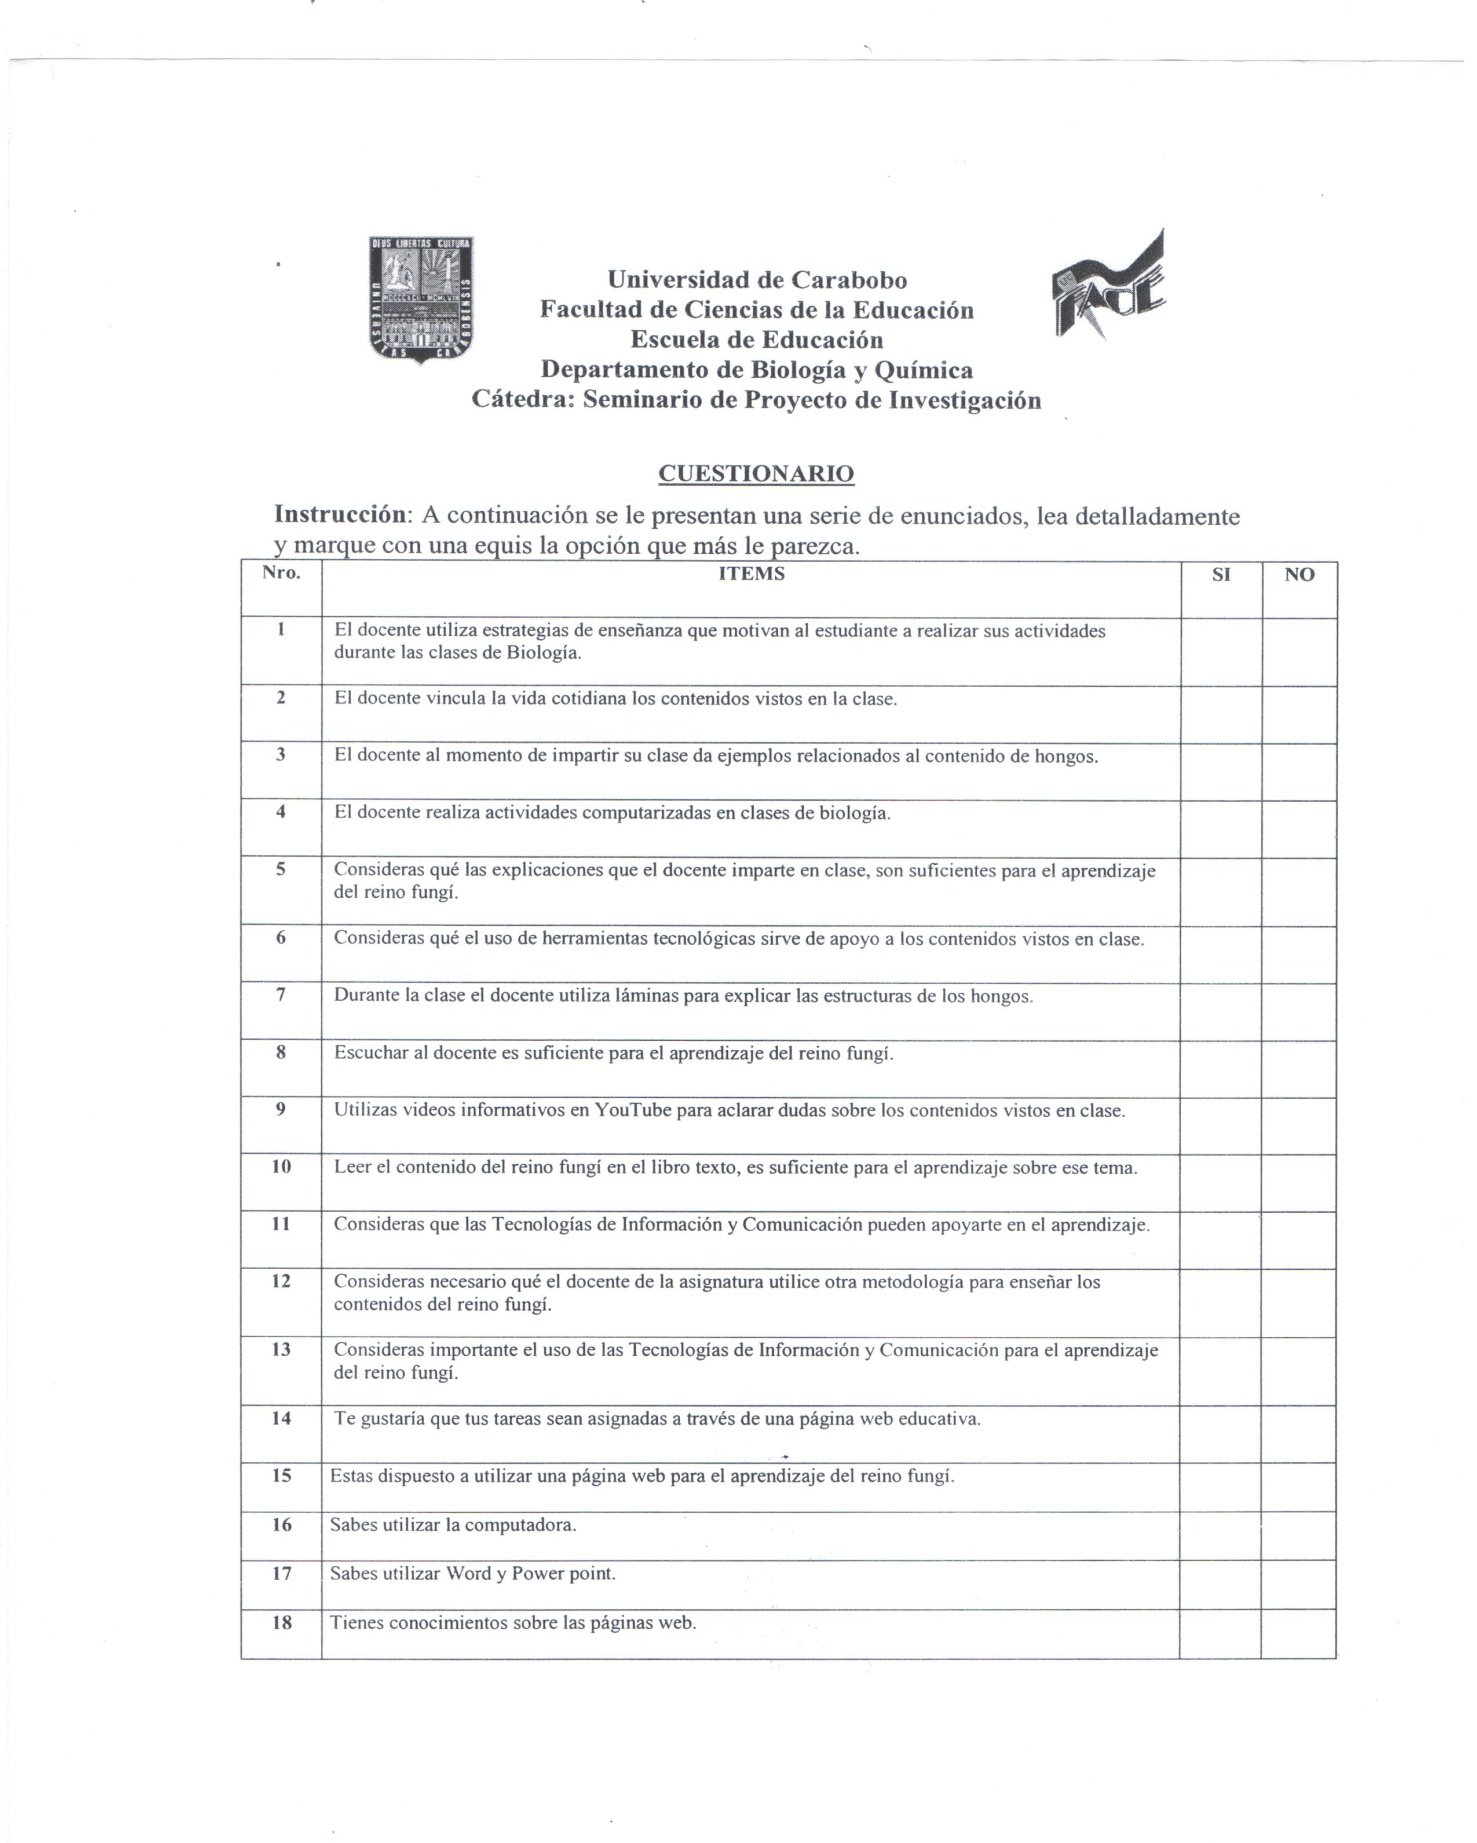 DEUS LIBERTAS CULTURA
UNIVERSITAS CARABOBENSIS
FACE
Universidad de Carabobo
Facultad de Ciencias de la Educación
Escuela de Educación
Departamento de Biología y Química
Cátedra: Seminario de Proyecto de Investigación
CUESTIONARIO
Instrucción: A continuación se le presentan una serie de enunciados, lea detalladamente
y marque con una equis la opción que más le parezca.
Nro. ITEMS SI NO
1 El docente utiliza estrategias de enseñanza que motivan al estudiante a realizar sus actividades
durante las clases de Biología.
2 El docente vincula la vida cotidiana los contenidos vistos en la clase.
3 El docente al momento de impartir su clase da ejemplos relacionados al contenido de hongos.
4 El docente realiza actividades computarizadas en clases de biología.
5 Consideras qué las explicaciones que el docente imparte en clase, son suficientes para el aprendizaje
del reino fungí.
6 Consideras qué el uso de herramientas tecnológicas sirve de apoyo a los contenidos vistos en clase.
7 Durante la clase el docente utiliza láminas para explicar las estructuras de los hongos.
8 Escuchar al docente es suficiente para el aprendizaje del reino fungí.
9 Utilizas videos informativos en YouTube para aclarar dudas sobre los contenidos vistos en clase.
10 Leer el contenido del reino fungí en el libro texto, es suficiente para el aprendizaje sobre ese tema.
11 Consideras que las Tecnologías de Información y Comunicación pueden apoyarte en el aprendizaje.
12 Consideras necesario qué el docente de la asignatura utilice otra metodología para enseñar los
contenidos del reino fungí.
13 Consideras importante el uso de las Tecnologías de Información y Comunicación para el aprendizaje
del reino fungí.
14 Te gustaría que tus tareas sean asignadas a través de una página web educativa.
15 Estas dispuesto a utilizar una página web para el aprendizaje del reino fungí.
16 Sabes utilizar la computadora.
17 Sabes utilizar Word y Power point.
18 Tienes conocimientos sobre las páginas web.